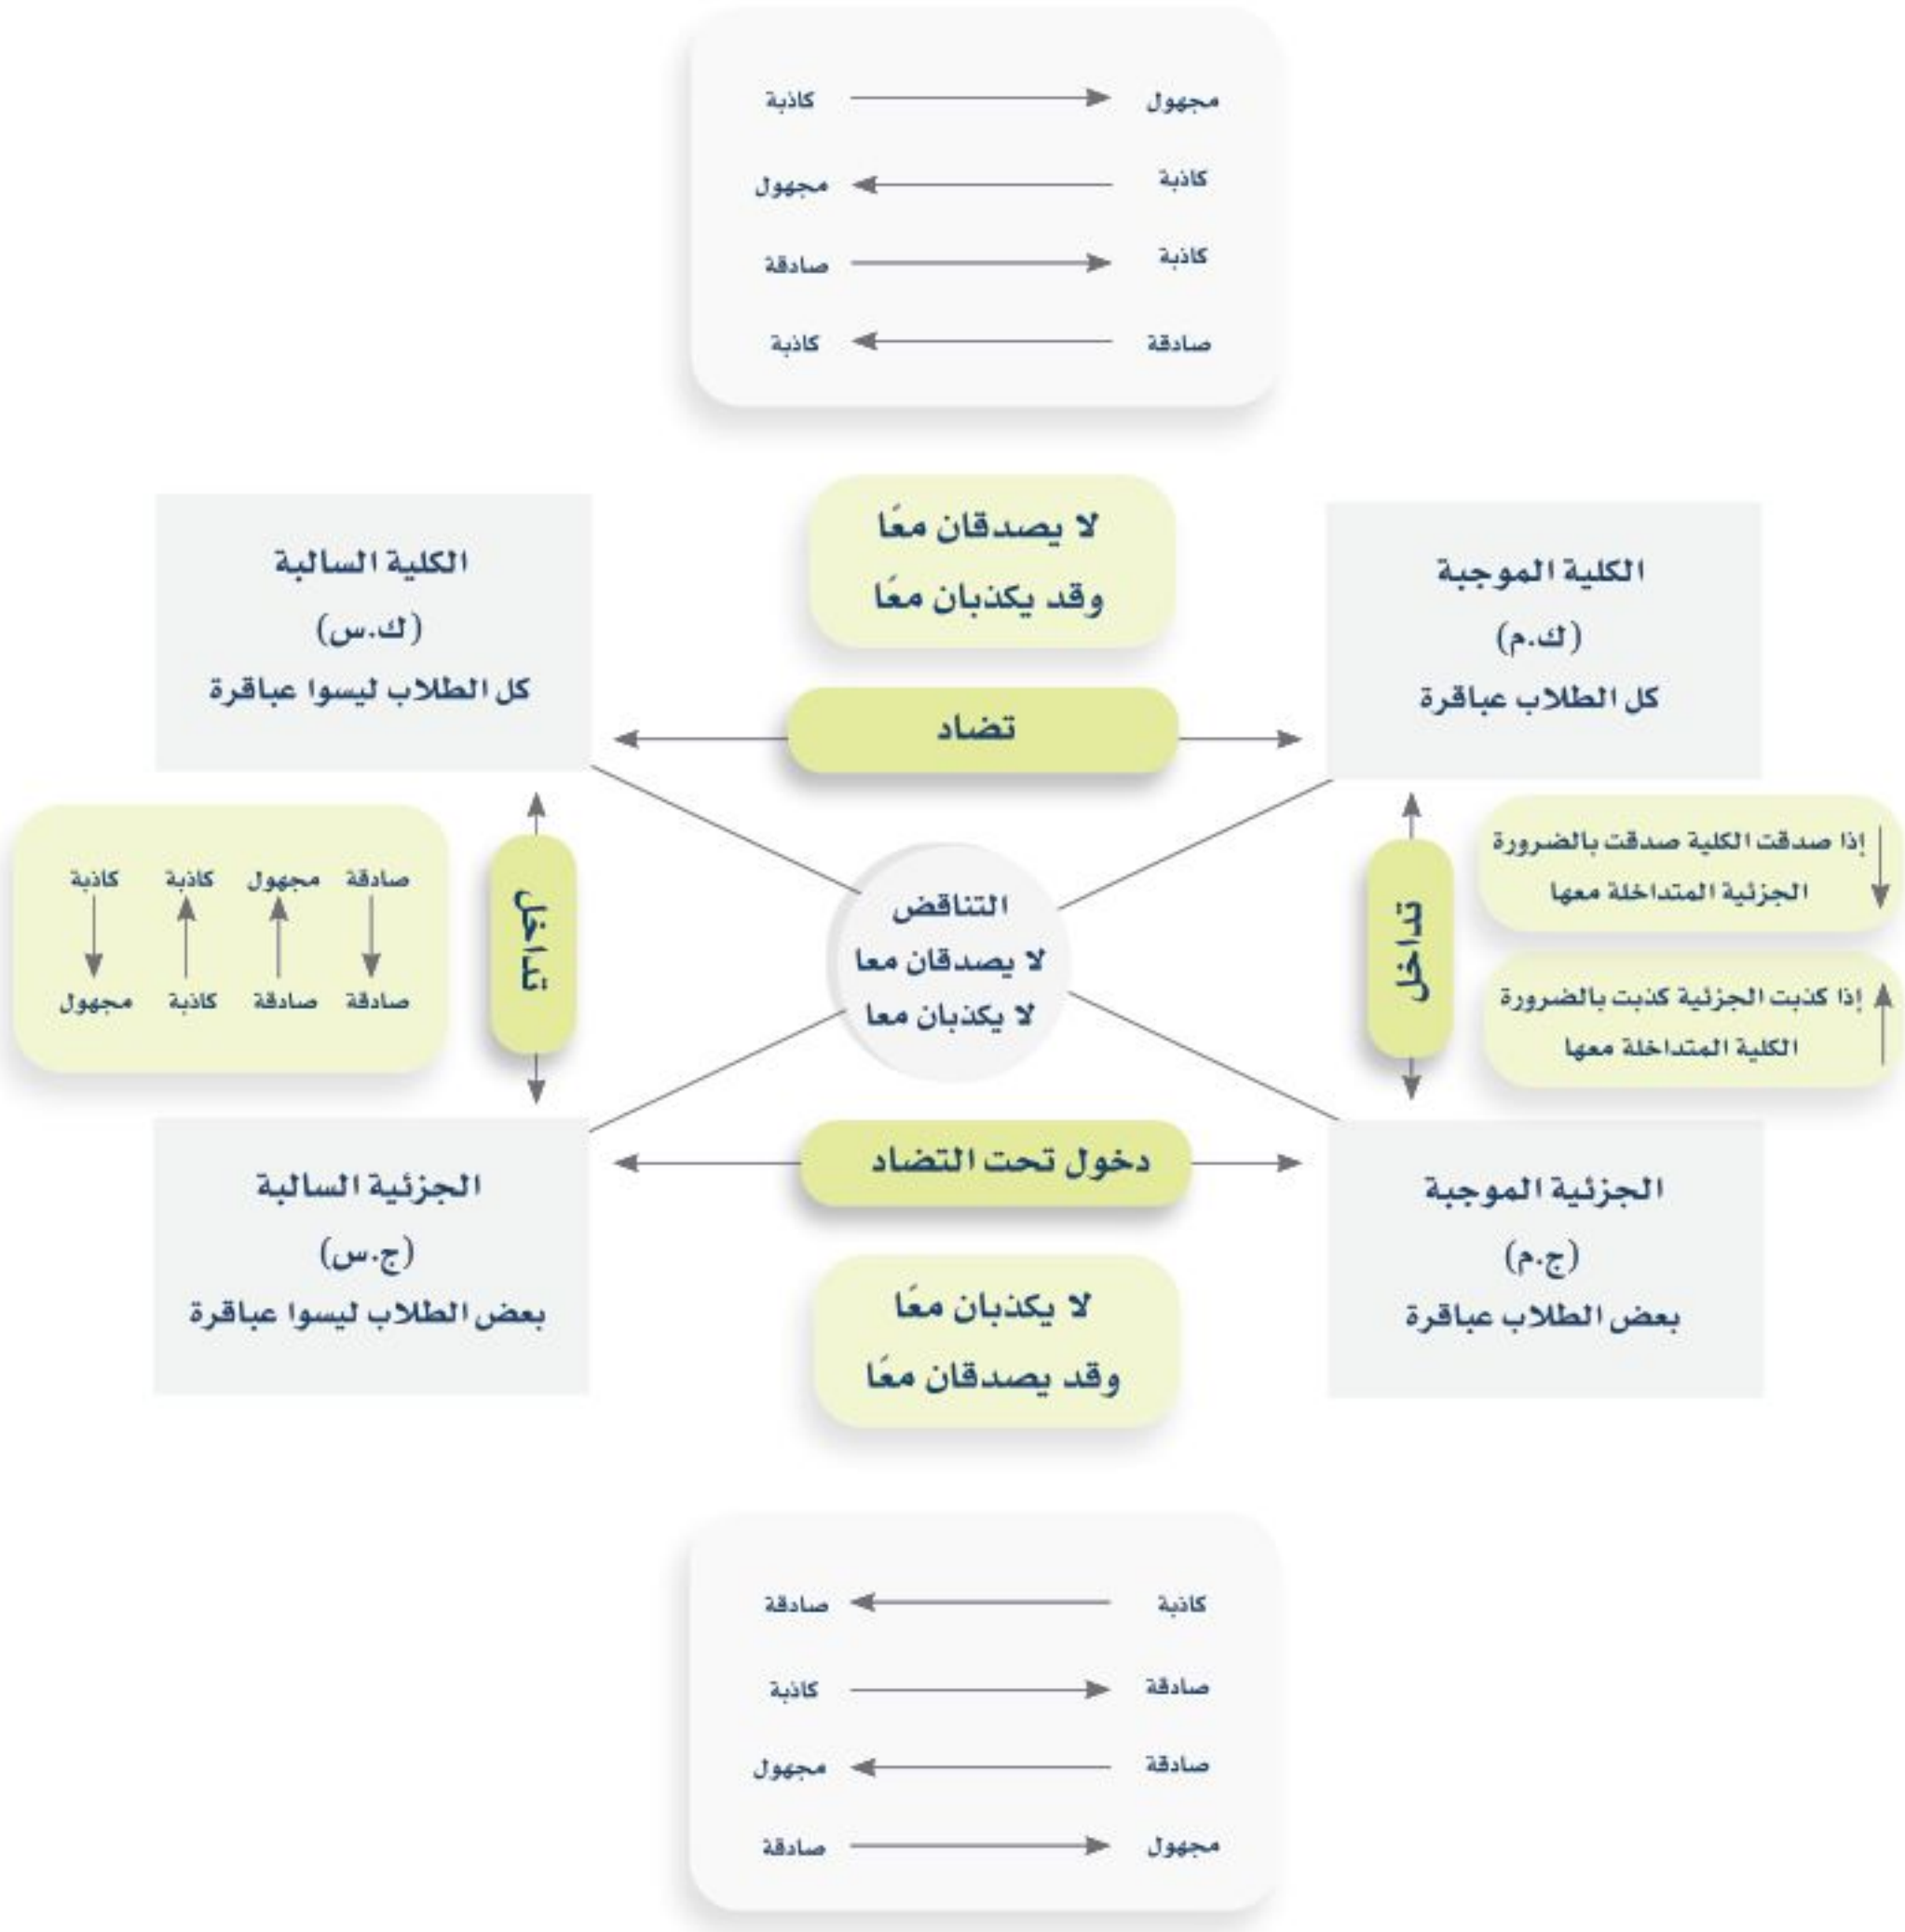 مجهول كاذبة
كاذبة مجهول
كاذبة صادقة
صادقة كاذبة
الكلية الموجبة
(ك.م)
كل الطلاب عباقرة
لا يصدقان معًا
وقد يكذبان معًا
تضاد
الكلية السالبة
(ك.س)
كل الطلاب ليسوا عباقرة
إذا صدقت الكلية صدقت بالضرورة
الجزئية المتداخلة معها
إذا كذبت الجزئية كذبت بالضرورة
الكلية المتداخلة معها
تداخل
التناقض
لا يصدقان معا
لا يكذبان معا
تداخل
صادقة مجهول كاذبة كاذبة
صادقة صادقة كاذبة مجهول
الجزئية الموجبة
(ج.م)
بعض الطلاب عباقرة
دخول تحت التضاد
لا يكذبان معًا
وقد يصدقان معًا
الجزئية السالبة
(ج.س)
بعض الطلاب ليسوا عباقرة
كاذبة صادقة
صادقة كاذبة
صادقة مجهول
مجهول صادقة